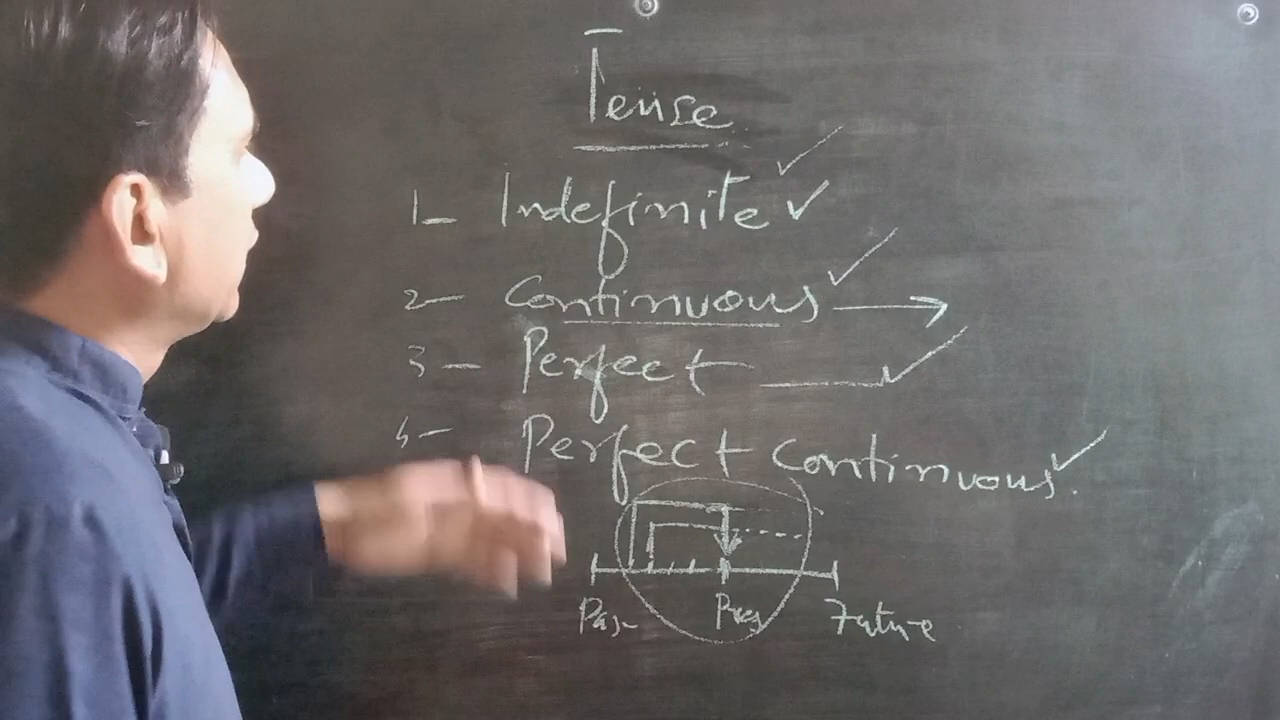 Tense
1- Indefinite
2- Continuous
3- Perfect
4- Perfect Continuous.
Pas- Pres Future